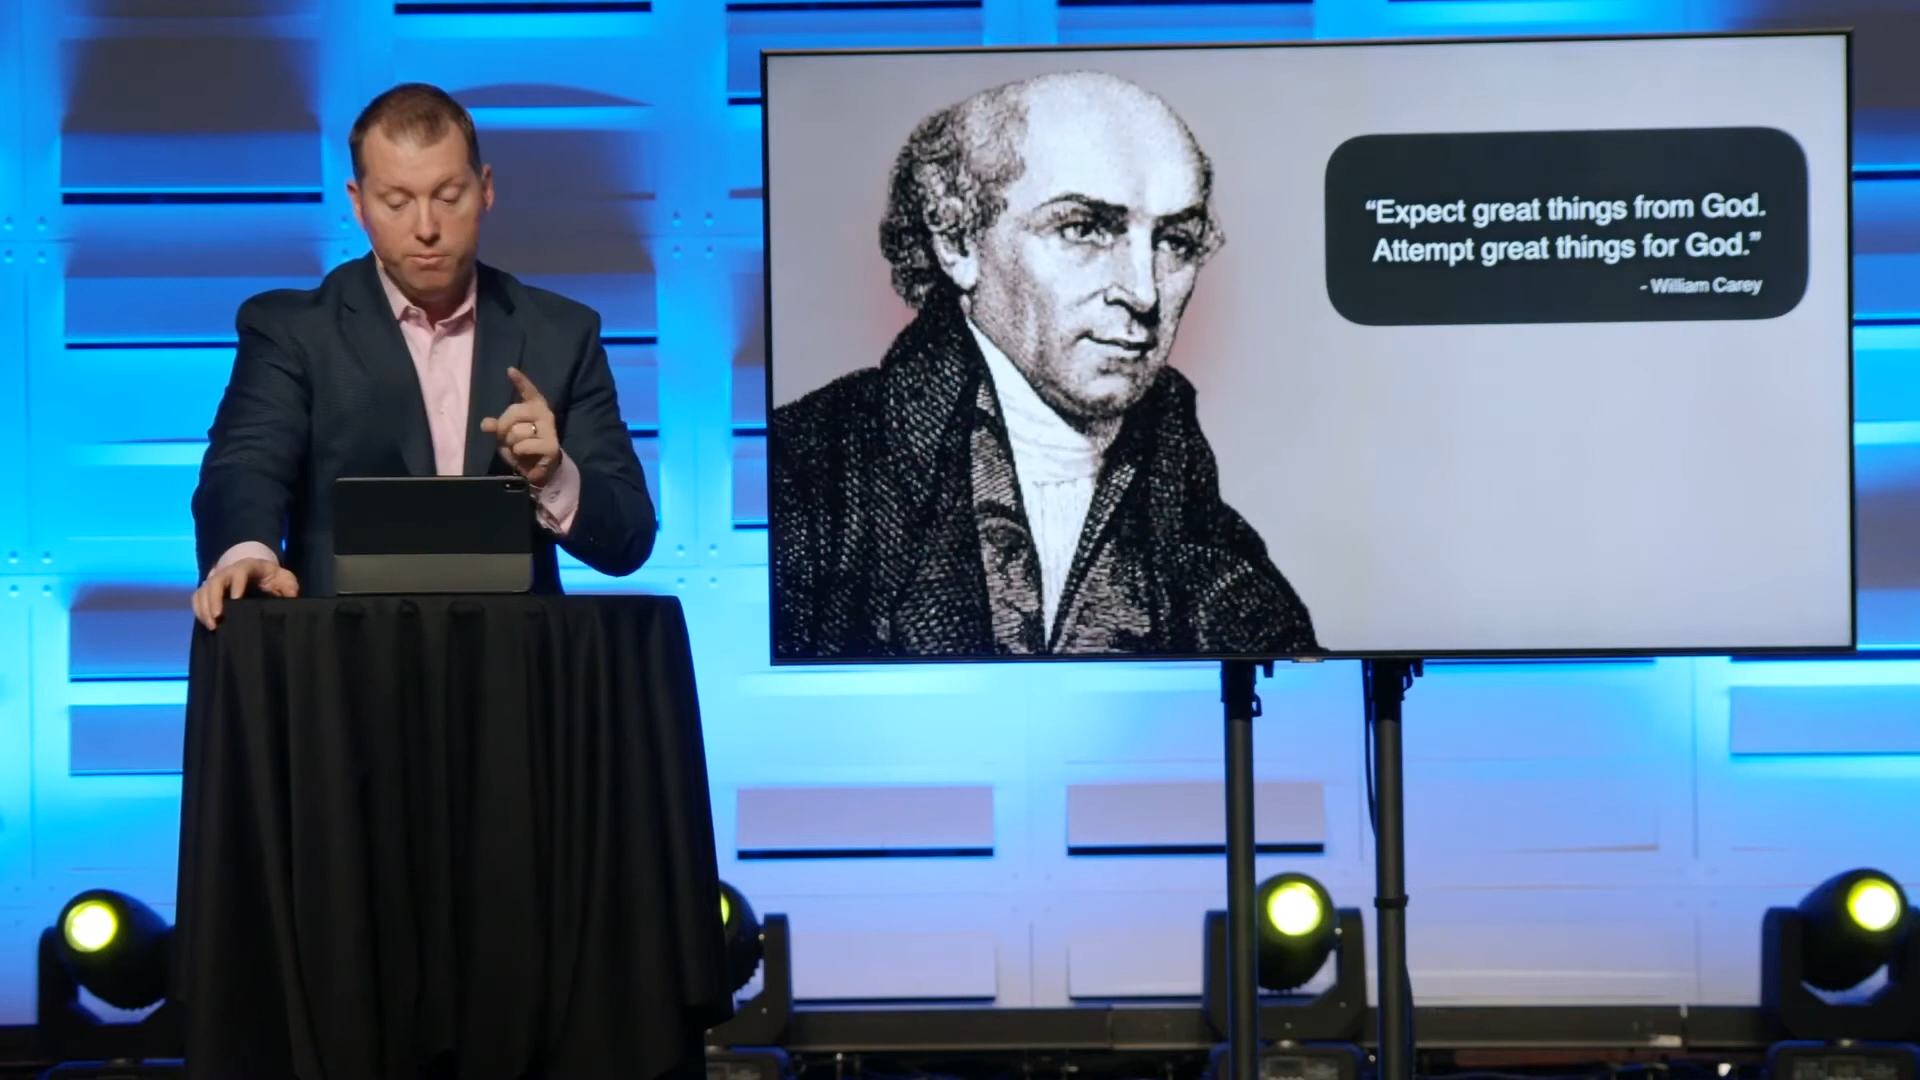 “Expect great things from God.
Attempt great things for God.”
- William Carey